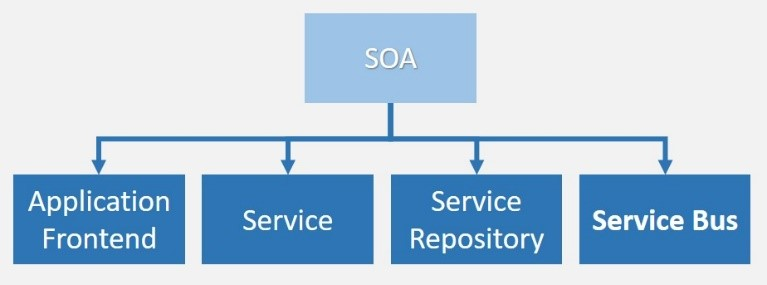 SOA
Application
Frontend
Service
Service
Repository
Service Bus